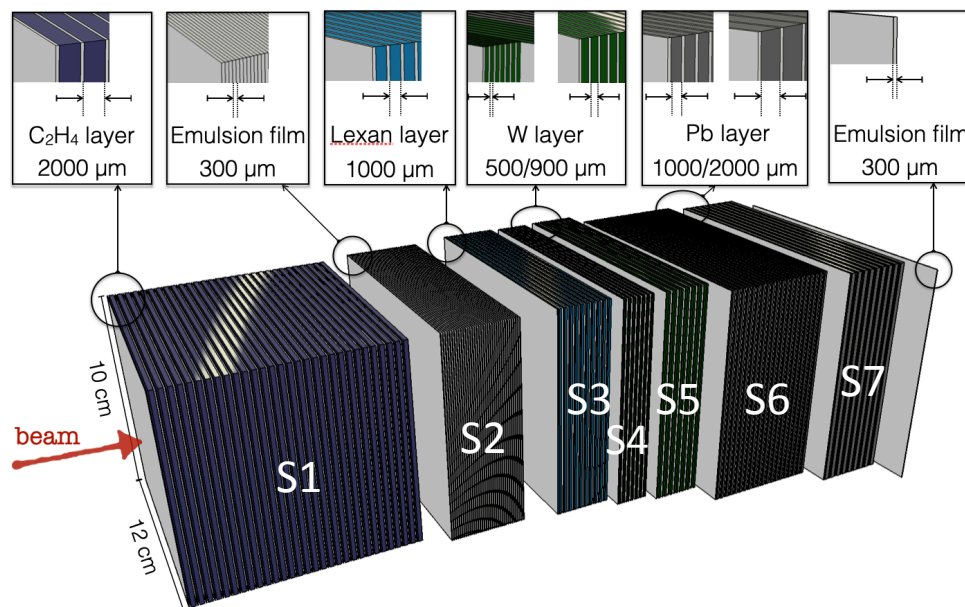 C₂H₄ layer
2000 µm
Emulsion film
300 µm
Lexan layer
1000 µm
W layer
500/900 µm
Pb layer
1000/2000 µm
Emulsion film
300 µm
10 cm
beam
12 cm
S1
S2
S3
S4
S5
S6
S7